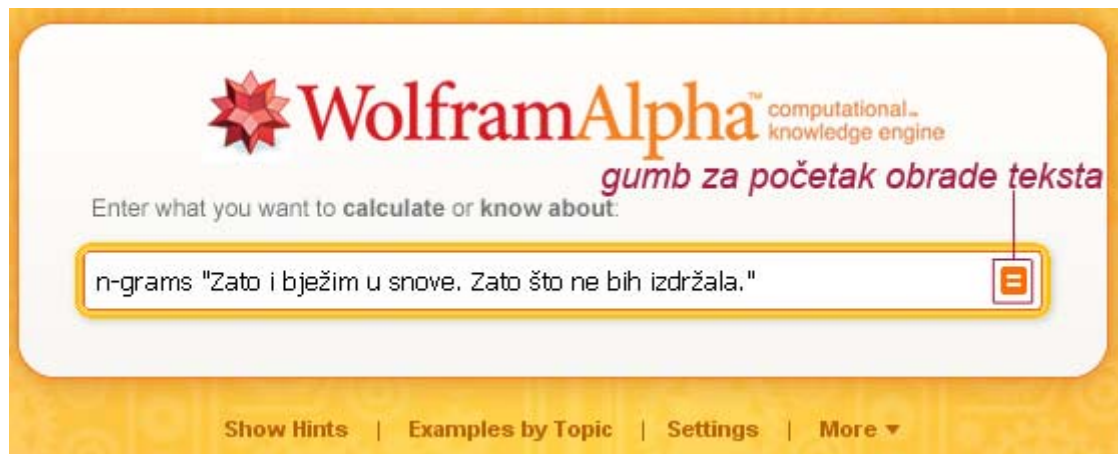 WolframAlpha™ computational..
knowledge engine
gumb za početak obrade teksta
Enter what you want to calculate or know about:
n-grams "Zato i bježim u snove. Zato što ne bih izdržala."
=
Show Hints | Examples by Topic | Settings | More ▾